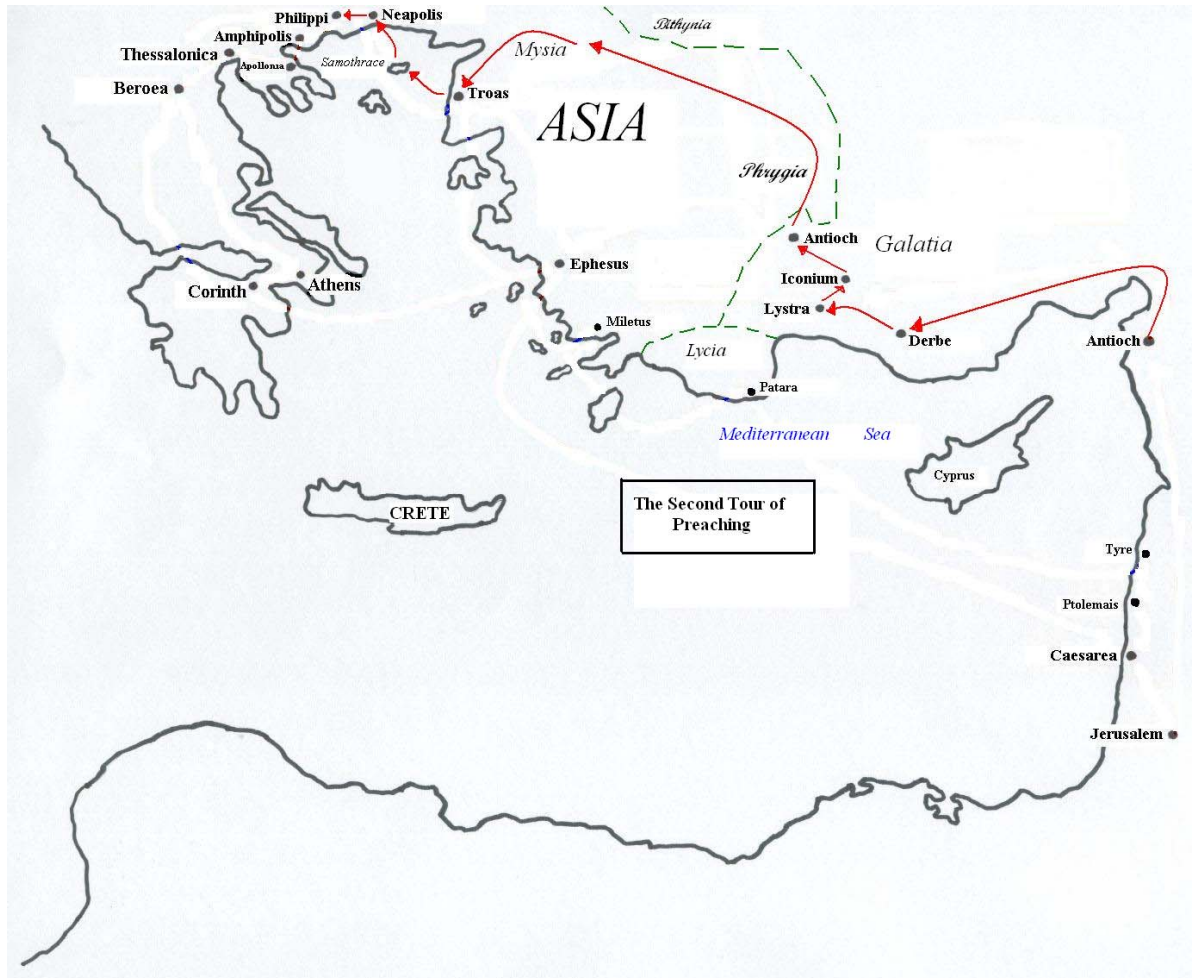 Philippi
Neapolis
Bithynia
Amphipolis
Mysia
Thessalonica
Apollonia
Samothrace
Beroea
Troas
ASIA
Phrygia
Antioch
Galatia
Ephesus
Iconium
Athens
Corinth
Lystra
Miletus
Derbe
Antioch
Lycia
Patara
Mediterranean Sea
Cyprus
CRETE
The Second Tour of
Preaching
Tyre
Ptolemais
Caesarea
Jerusalem